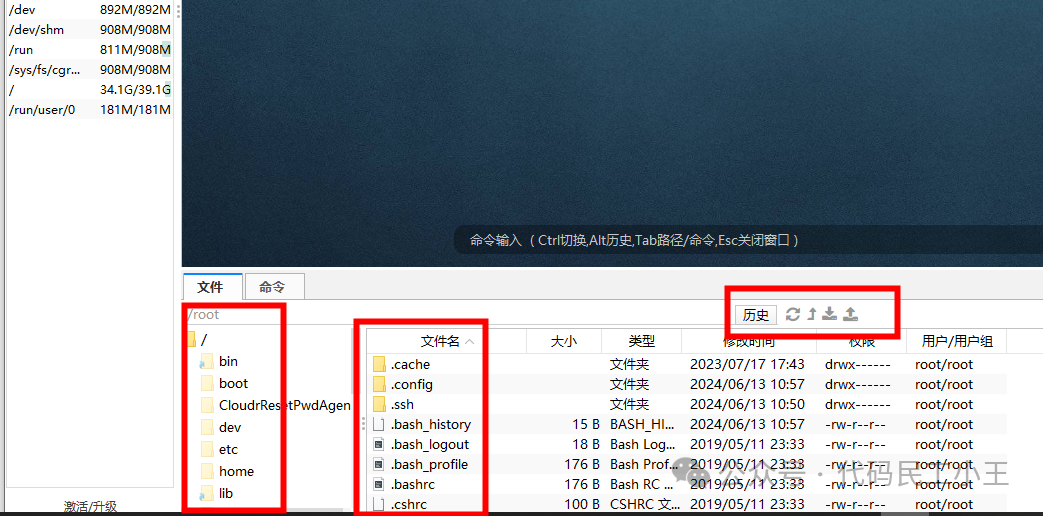 /dev 892M/892M
/dev/shm 908M/908M
/run 811M/908M
/sys/fs/cgr... 908M/908M
/ 34.1G/39.1G
/run/user/0 181M/181M
激活/升级
命令输入 (Ctrl切换,Alt历史,Tab路径/命令,Esc关闭窗口)
文件 命令
/root 历史
/
bin
boot
CloudrResetPwdAgen
dev
etc
home
lib
文件名 大小 类型 修改时间 权限 用户/用户组
.cache 文件夹 2023/07/17 17:43 drwx------ root/root
.config 文件夹 2024/06/13 10:57 drwx------ root/root
.ssh 文件夹 2024/06/13 10:50 drwx------ root/root
.bash_history 15 B BASH_HI... 2024/06/13 10:57 -rw-r--r-- root/root
.bash_logout 18 B Bash Log... 2019/05/11 23:33 -rw-r--r-- root/root
.bash_profile 176 B Bash Prof... 2019/05/11 23:33 -rw-r--r-- root/root
.bashrc 176 B Bash RC ... 2019/05/11 23:33 -rw-r--r-- root/root
.cshrc 100 B CSHRC 文... 2019/05/11 23:33 -rw-r--r-- root/root
公众号 · 代码民工小王